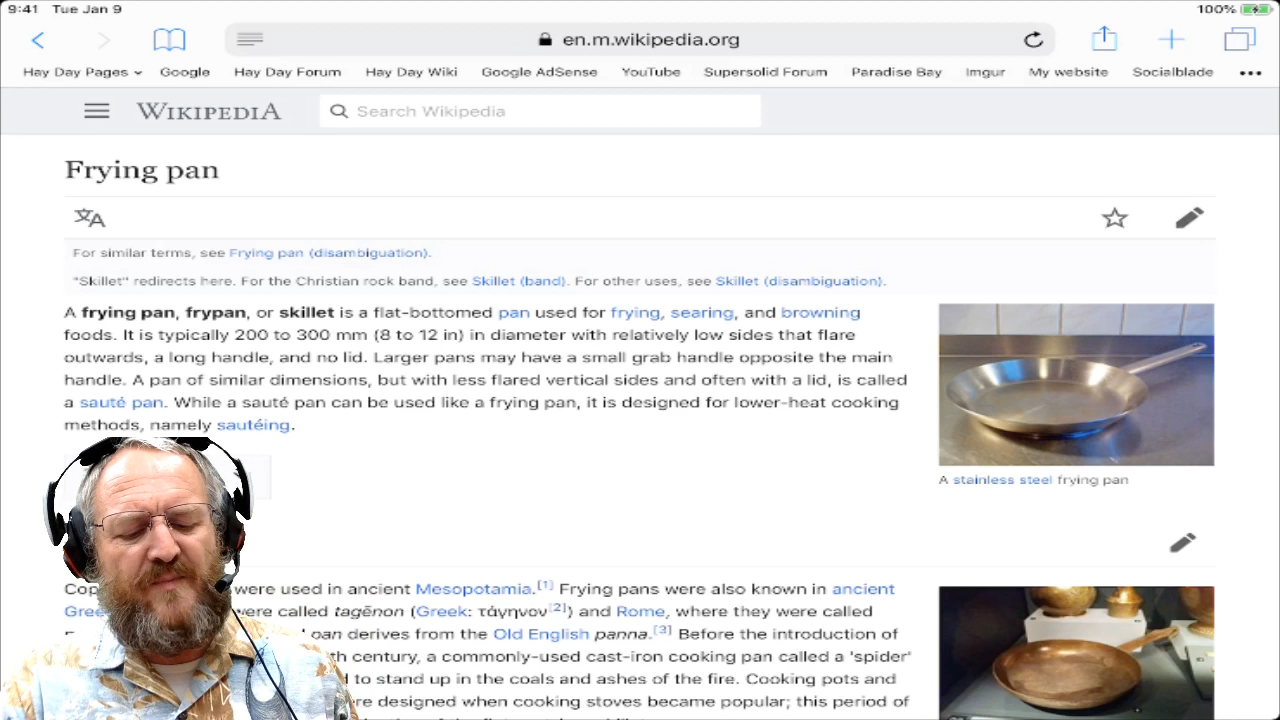 9:41 Tue Jan 9 100%
en.m.wikipedia.org
Hay Day Pages Google Hay Day Forum Hay Day Wiki Google AdSense YouTube Supersolid Forum Paradise Bay Imgur My website Socialblade
WIKIPEDIA Search Wikipedia
Frying pan
For similar terms, see Frying pan (disambiguation).
"Skillet" redirects here. For the Christian rock band, see Skillet (band). For other uses, see Skillet (disambiguation).
A frying pan, frypan, or skillet is a flat-bottomed pan used for frying, searing, and browning
foods. It is typically 200 to 300 mm (8 to 12 in) in diameter with relatively low sides that flare
outwards, a long handle, and no lid. Larger pans may have a small grab handle opposite the main
handle. A pan of similar dimensions, but with less flared vertical sides and often with a lid, is called
a sauté pan. While a sauté pan can be used like a frying pan, it is designed for lower-heat cooking
methods, namely sautéing.
A stainless steel frying pan
were used in ancient Mesopotamia.[1] Frying pans were also known in ancient
were called tagēnon (Greek: τάγηνον[2]) and Rome, where they were called
pan derives from the Old English panna.[3] Before the introduction of
century, a commonly-used cast-iron cooking pan called a 'spider'
to stand up in the coals and ashes of the fire. Cooking pots and
designed when cooking stoves became popular; this period of